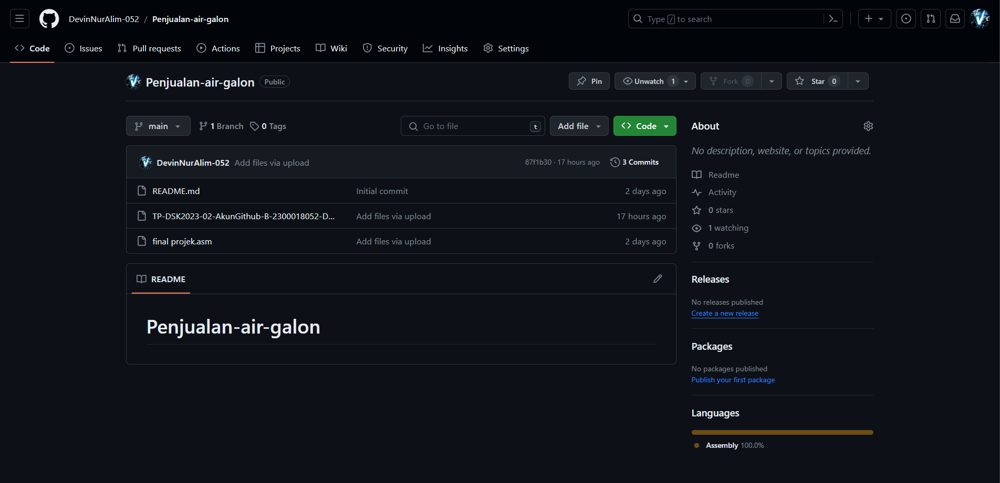 DevinNurAlim-052 / Penjualan-air-galon
Type / to search
Code Issues Pull requests Actions Projects Wiki Security Insights Settings
Penjualan-air-galon Public
Pin Unwatch 1 Fork 0 Star 0
main 1 Branch 0 Tags
Go to file t Add file Code
DevinNurAlim-052 Add files via upload 87f1b30 · 17 hours ago 3 Commits
README.md Initial commit 2 days ago
TP-DSK2023-02-AkunGithub-B-2300018052-D... Add files via upload 17 hours ago
final projek.asm Add files via upload 2 days ago
README
Penjualan-air-galon
About
No description, website, or topics provided.
Readme
Activity
0 stars
1 watching
0 forks
Releases
No releases published
Create a new release
Packages
No packages published
Publish your first package
Languages
Assembly 100.0%